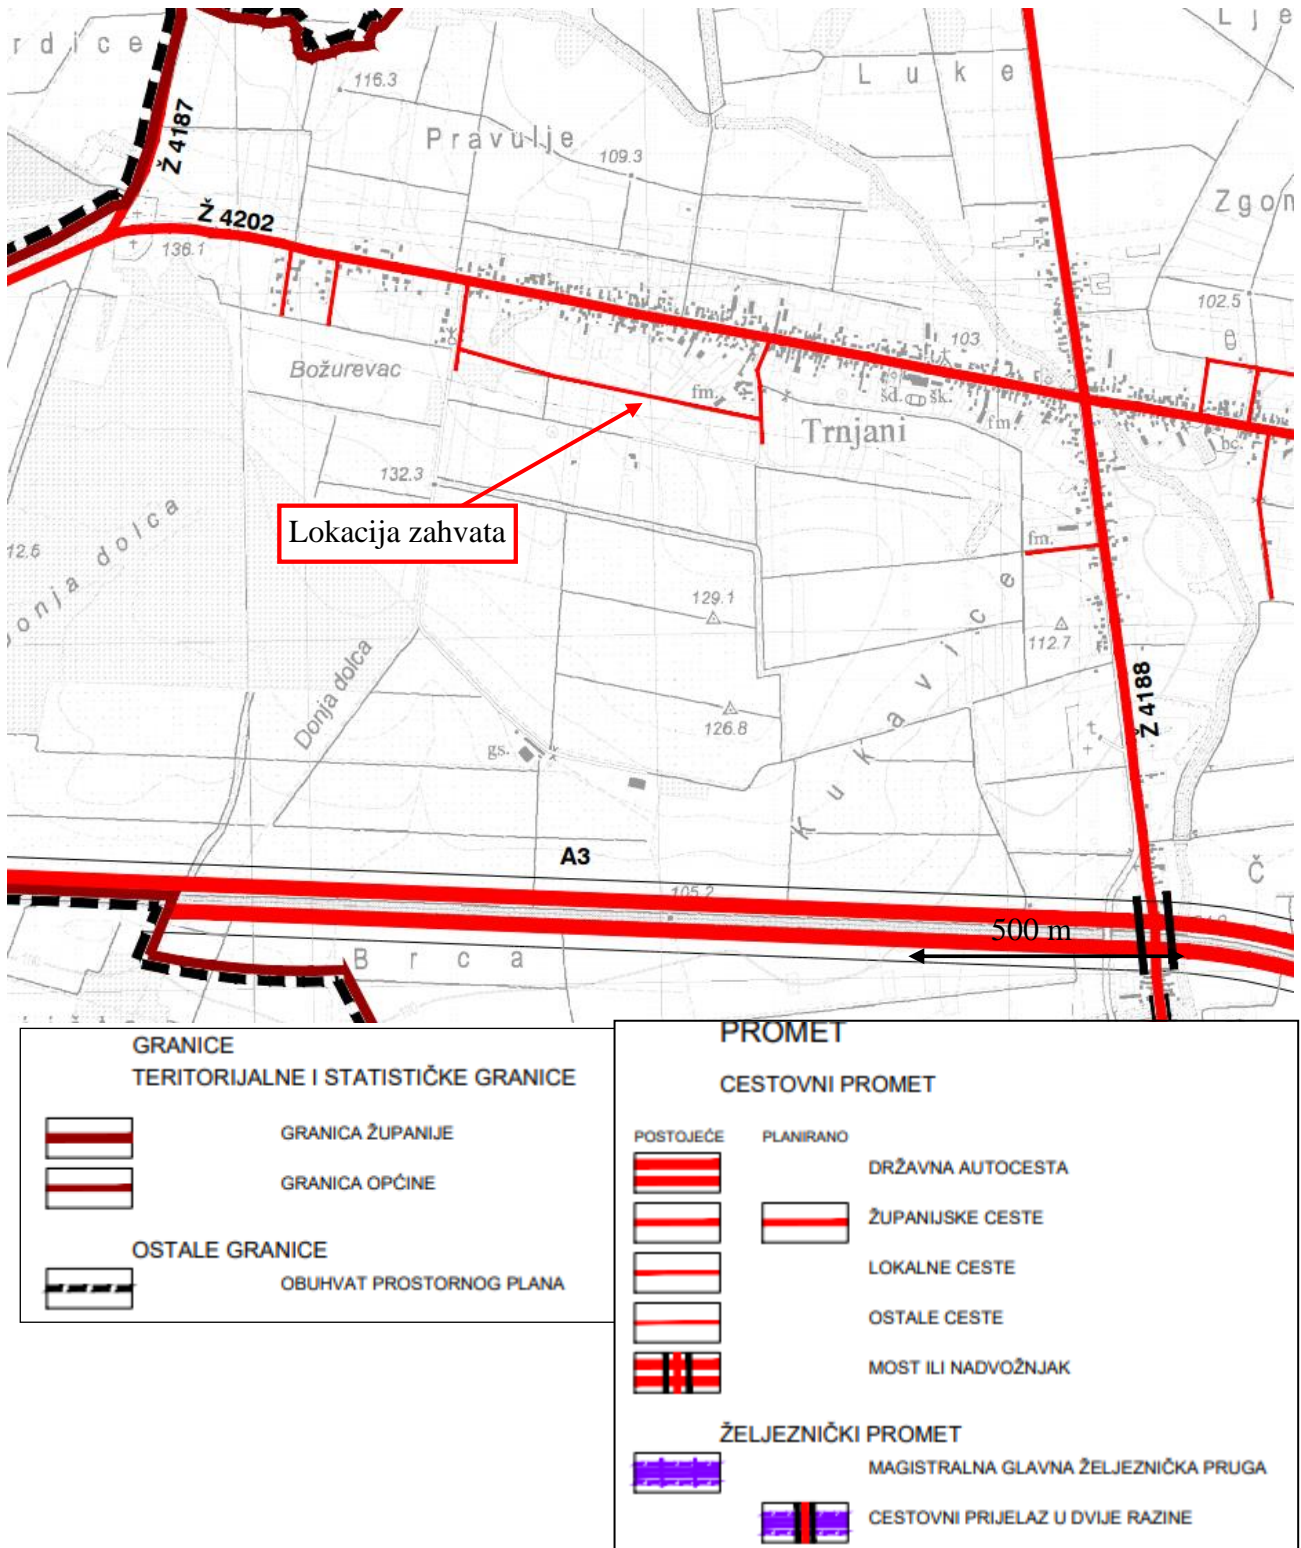 rdice
Lje
Luke
116.3
Ž 4187
Pravulje
109.3
Zgon
Ž 4202
136.1
102.5
103
Božurevac
fm.
šd.
šk.
fm
Trnjani
bc.
132.3
Lokacija zahvata
fm.
12.6
onja dolca
129.1
112.7
Kukavice
Donja dolca
126.8
Ž 4188
t.
gs.
A3
Č
105.2
500 m
Brca
GRANICE
TERITORIJALNE I STATISTIČKE GRANICE
GRANICA ŽUPANIJE
GRANICA OPĆINE
OSTALE GRANICE
OBUHVAT PROSTORNOG PLANA
PROMET
CESTOVNI PROMET
POSTOJEĆE PLANIRANO
DRŽAVNA AUTOCESTA
ŽUPANIJSKE CESTE
LOKALNE CESTE
OSTALE CESTE
MOST ILI NADVOŽNJAK
ŽELJEZNIČKI PROMET
MAGISTRALNA GLAVNA ŽELJEZNIČKA PRUGA
CESTOVNI PRIJELAZ U DVIJE RAZINE